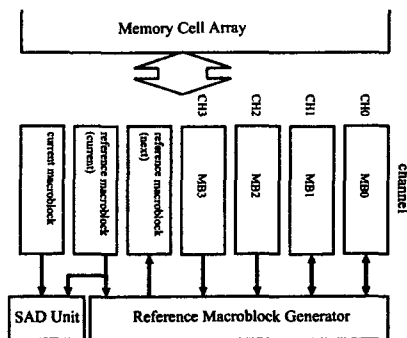 Memory Cell Array
CH3
CH2
CH1
CH0
current macroblock
reference macroblock
(current)
reference macroblock
(next)
MB3
MB2
MB1
MB0
channel
SAD Unit
Reference Macroblock Generator